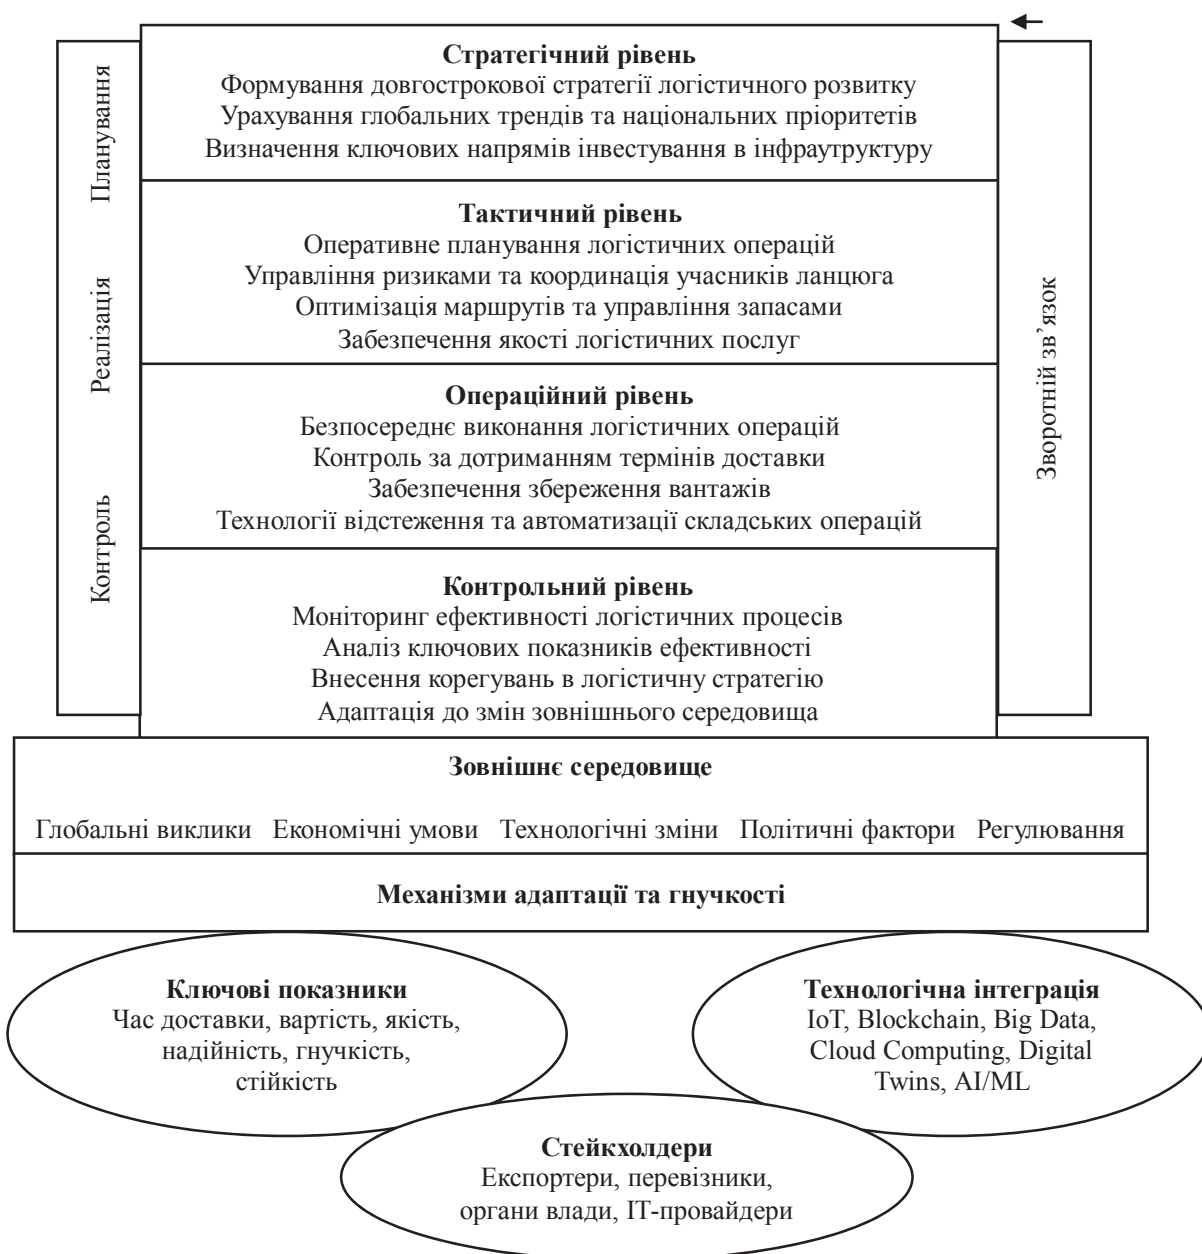 Стратегічний рівень
Формування довгострокової стратегії логістичного розвитку
Урахування глобальних трендів та національних пріоритетів
Визначення ключових напрямів інвестування в інфраутруктуру
Тактичний рівень
Оперативне планування логістичних операцій
Управління ризиками та координація учасників ланцюга
Оптимізація маршрутів та управління запасами
Забезпечення якості логістичних послуг
Операційний рівень
Безпосереднє виконання логістичних операцій
Контроль за дотриманням термінів доставки
Забезпечення збереження вантажів
Технології відстеження та автоматизації складських операцій
Контрольний рівень
Моніторинг ефективності логістичних процесів
Аналіз ключових показників ефективності
Внесення корегувань в логістичну стратегію
Адаптація до змін зовнішнього середовища
Планування
Реалізація
Контроль
Зворотній зв’язок
Зовнішнє середовище
Глобальні виклики Економічні умови Технологічні зміни Політичні фактори Регулювання
Механізми адаптації та гнучкості
Ключові показники
Час доставки, вартість, якість,
надійність, гнучкість,
стійкість
Технологічна інтеграція
IoT, Blockchain, Big Data,
Cloud Computing, Digital
Twins, AI/ML
Стейкхолдери
Експортери, перевізники,
органи влади, ІТ-провайдери